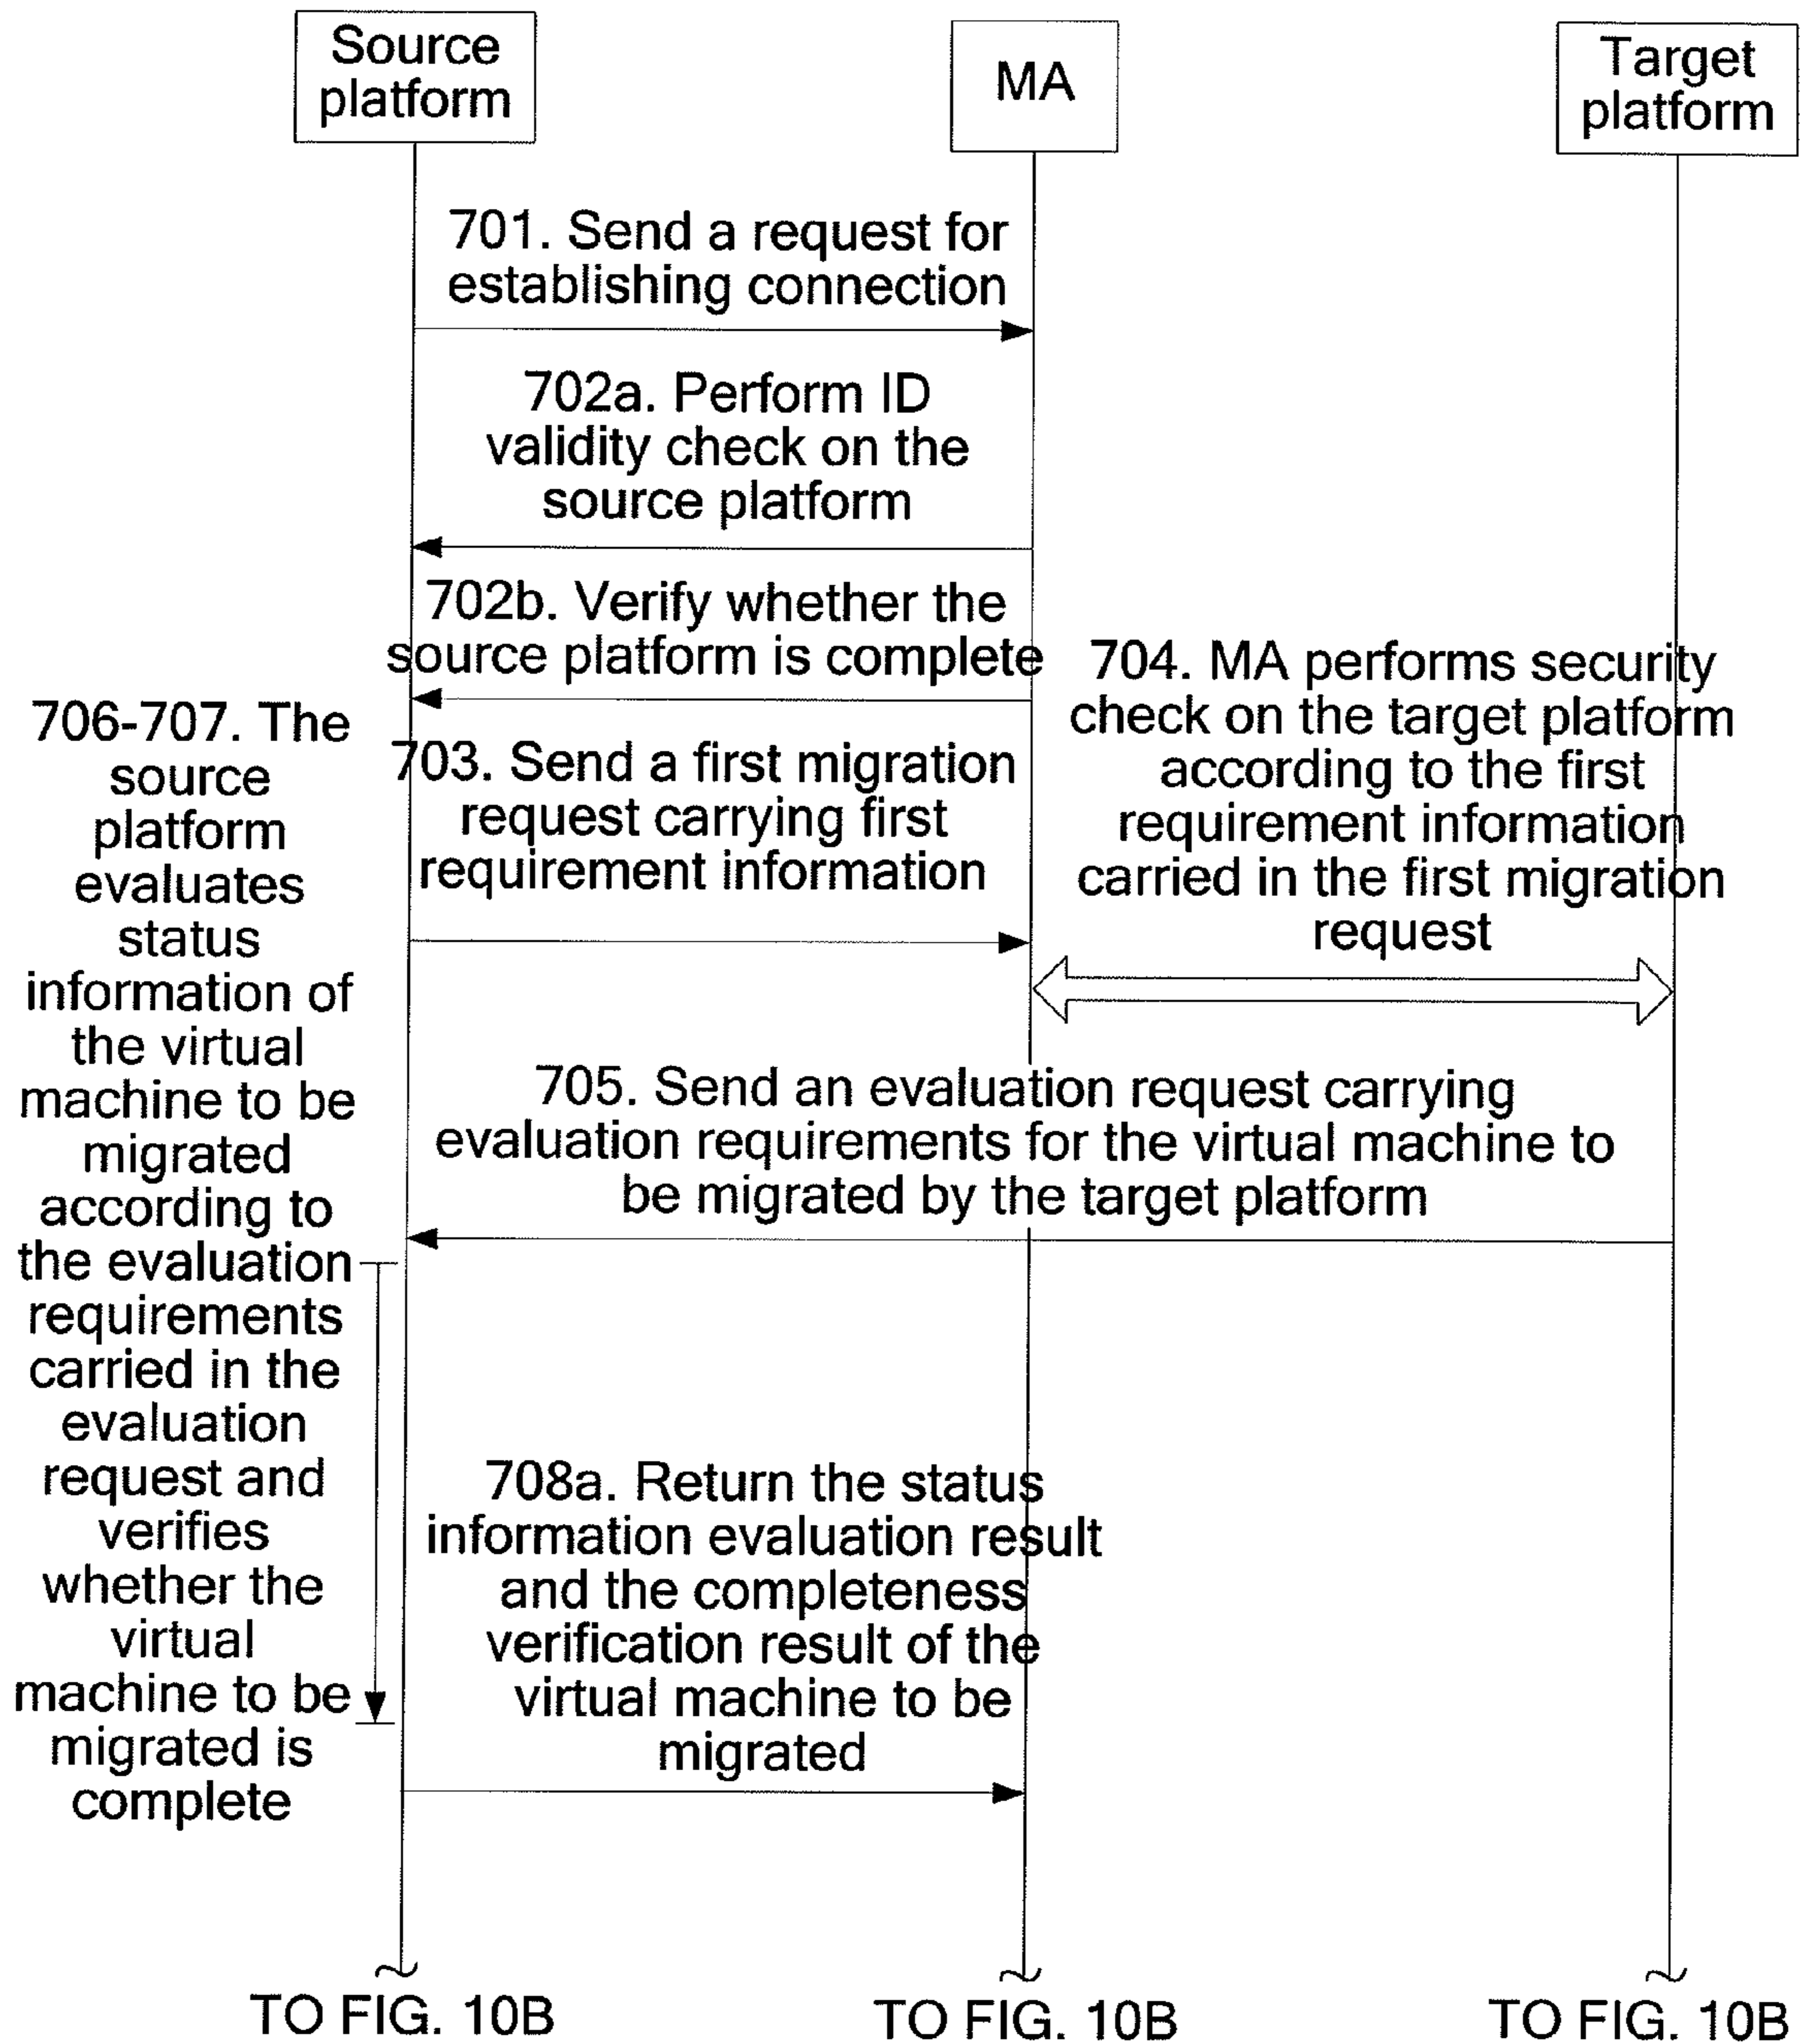 Source
platform
MA
Target
platform
701. Send a request for
establishing connection
702a. Perform ID
validity check on the
source platform
702b. Verify whether the
source platform is complete
703. Send a first migration
request carrying first
requirement information
704. MA performs security
check on the target platform
according to the first
requirement information
carried in the first migration
request
705. Send an evaluation request carrying
evaluation requirements for the virtual machine to
be migrated by the target platform
706-707. The
source
platform
evaluates
status
information of
the virtual
machine to be
migrated
according to
the evaluation
requirements
carried in the
evaluation
request and
verifies
whether the
virtual
machine to be
migrated is
complete
708a. Return the status
information evaluation result
and the completeness
verification result of the
virtual machine to be
migrated
TO FIG. 10B
TO FIG. 10B
TO FIG. 10B